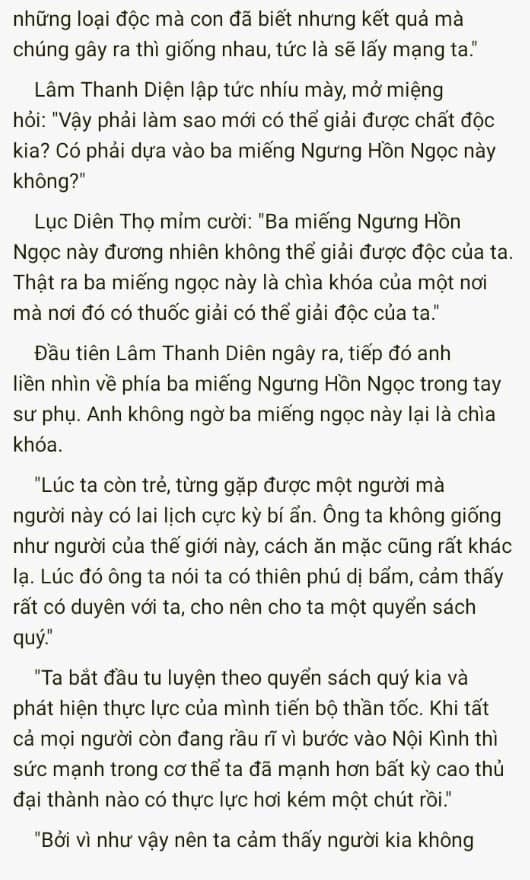 những loại độc mà con đã biết nhưng kết quả mà
chúng gây ra thì giống nhau, tức là sẽ lấy mạng ta."
Lâm Thanh Diện lập tức nhíu mày, mở miệng
hỏi: "Vậy phải làm sao mới có thể giải được chất độc
kia? Có phải dựa vào ba miếng Ngưng Hồn Ngọc này
không?"
Lục Diên Thọ mỉm cười: "Ba miếng Ngưng Hồn
Ngọc này đương nhiên không thể giải được độc của ta.
Thật ra ba miếng ngọc này là chìa khóa của một nơi
mà nơi đó có thuốc giải có thể giải độc của ta."
Đầu tiên Lâm Thanh Diên ngây ra, tiếp đó anh
liền nhìn về phía ba miếng Ngưng Hồn Ngọc trong tay
sư phụ. Anh không ngờ ba miếng ngọc này lại là chìa
khóa.
"Lúc ta còn trẻ, từng gặp được một người mà
người này có lai lịch cực kỳ bí ẩn. Ông ta không giống
như người của thế giới này, cách ăn mặc cũng rất khác
lạ. Lúc đó ông ta nói ta có thiên phú dị bẩm, cảm thấy
rất có duyên với ta, cho nên cho ta một quyển sách
quý."
"Ta bắt đầu tu luyện theo quyển sách quý kia và
phát hiện thực lực của mình tiến bộ thần tốc. Khi tất
cả mọi người còn đang rầu rĩ vì bước vào Nội Kình thì
sức mạnh trong cơ thể ta đã mạnh hơn bất kỳ cao thủ
đại thành nào có thực lực hơi kém một chút rồi."
"Bởi vì như vậy nên ta cảm thấy người kia không